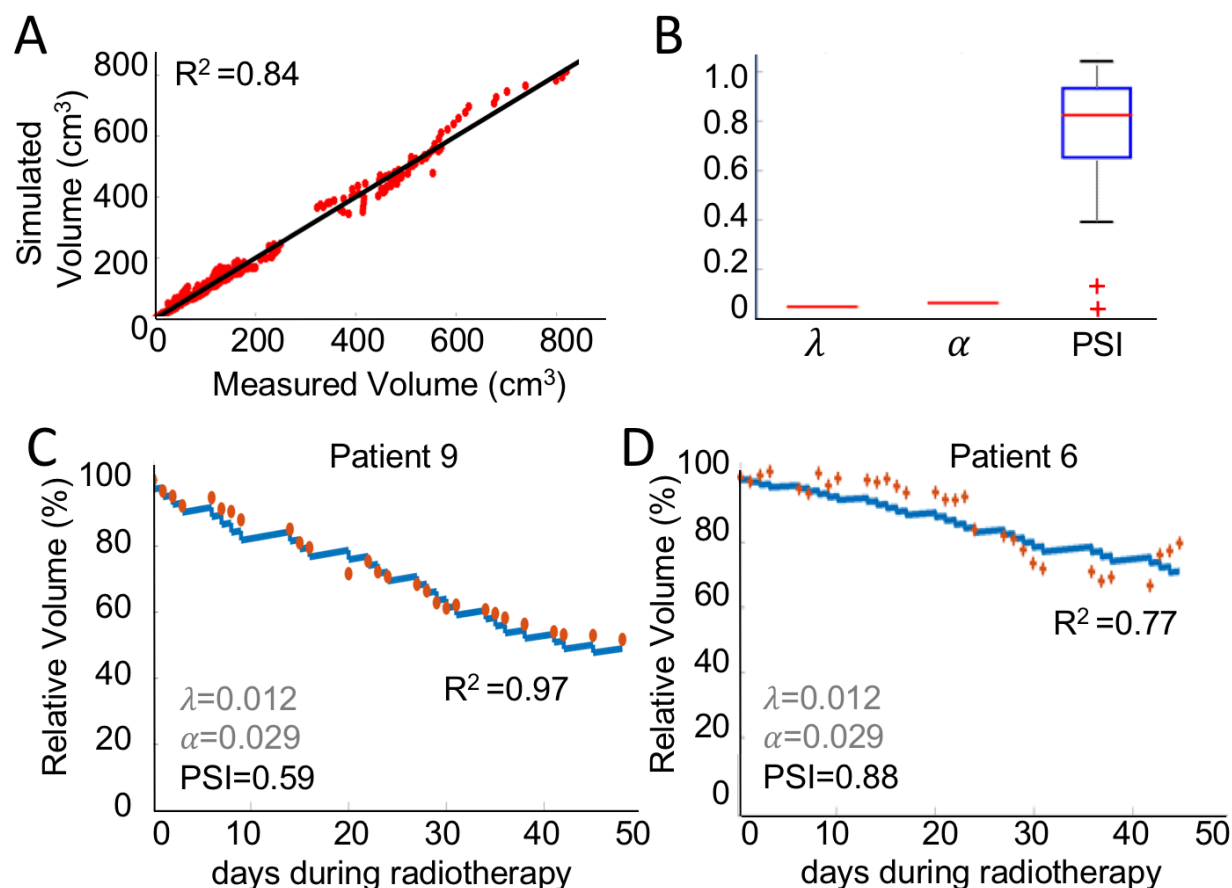 A
R² =0.84
Simulated
Volume (cm³)
800
600
400
200
0
0 200 400 600 800
Measured Volume (cm³)
B
1.0
0.8
0.6
0.4
0.2
0
λ α PSI
C
Patient 9
Relative Volume (%)
100
80
60
40
20
0
R² =0.97
λ=0.012
α=0.029
PSI=0.59
0 10 20 30 40 50
days during radiotherapy
D
Patient 6
Relative Volume (%)
100
80
60
40
20
0
R² =0.77
λ=0.012
α=0.029
PSI=0.88
0 10 20 30 40 50
days during radiotherapy